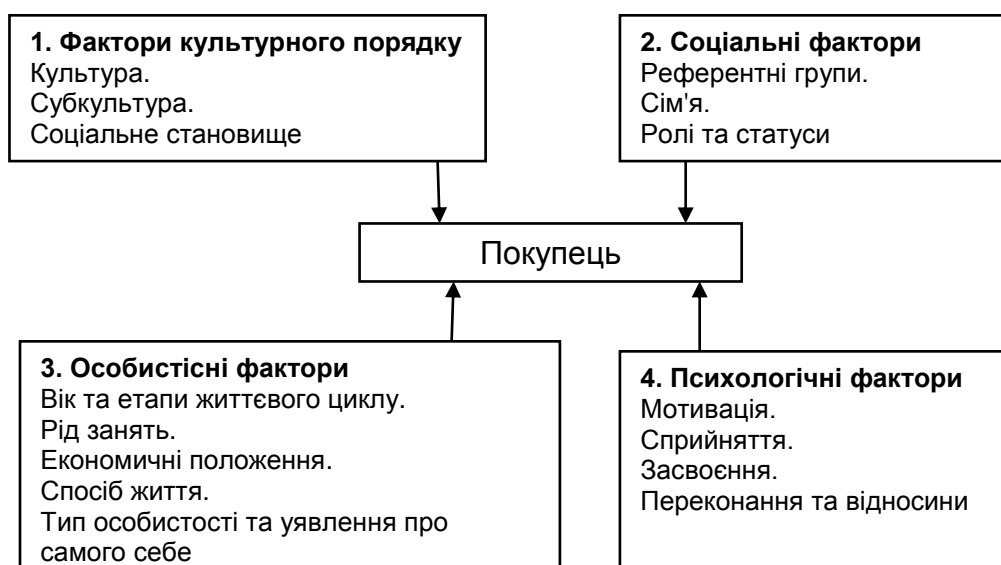 1. Фактори культурного порядку
Культура.
Субкультура.
Соціальне становище
2. Соціальні фактори
Референтні групи.
Сім'я.
Ролі та статуси
Покупець
3. Особистісні фактори
Вік та етапи життєвого циклу.
Рід занять.
Економичні положення.
Спосіб життя.
Тип особистості та уявлення про
самого себе
4. Психологічні фактори
Мотивація.
Сприйняття.
Засвоєння.
Переконання та відносини